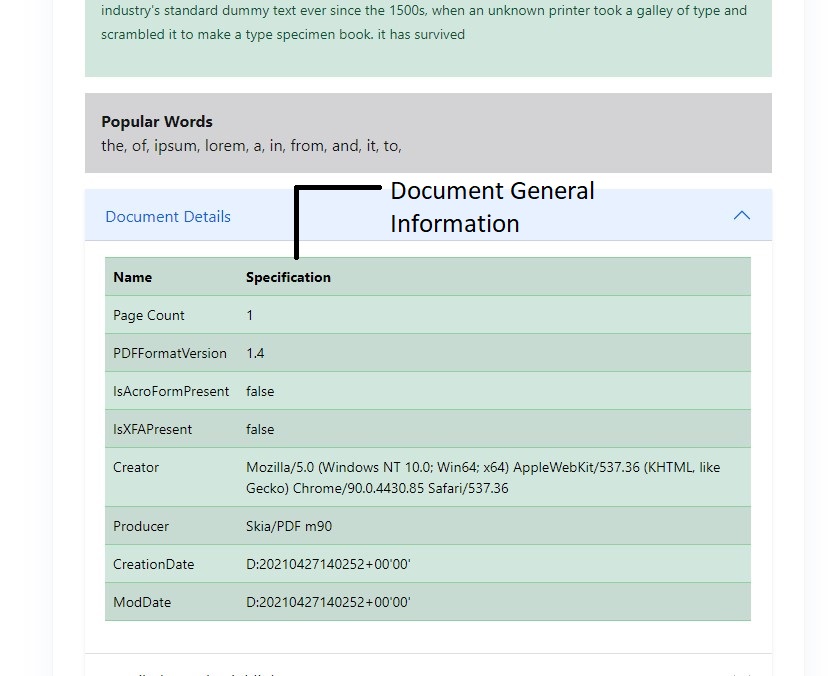 industry's standard dummy text ever since the 1500s, when an unknown printer took a galley of type and
scrambled it to make a type specimen book. it has survived
Popular Words
the, of, ipsum, lorem, a, in, from, and, it, to,
Document General
Information
Document Details
Name Specification
Page Count 1
PDFFormatVersion 1.4
IsAcroFormPresent false
IsXFAPresent false
Creator Mozilla/5.0 (Windows NT 10.0; Win64; x64) AppleWebKit/537.36 (KHTML, like
Gecko) Chrome/90.0.4430.85 Safari/537.36
Producer Skia/PDF m90
CreationDate D:20210427140252+00'00'
ModDate D:20210427140252+00'00'